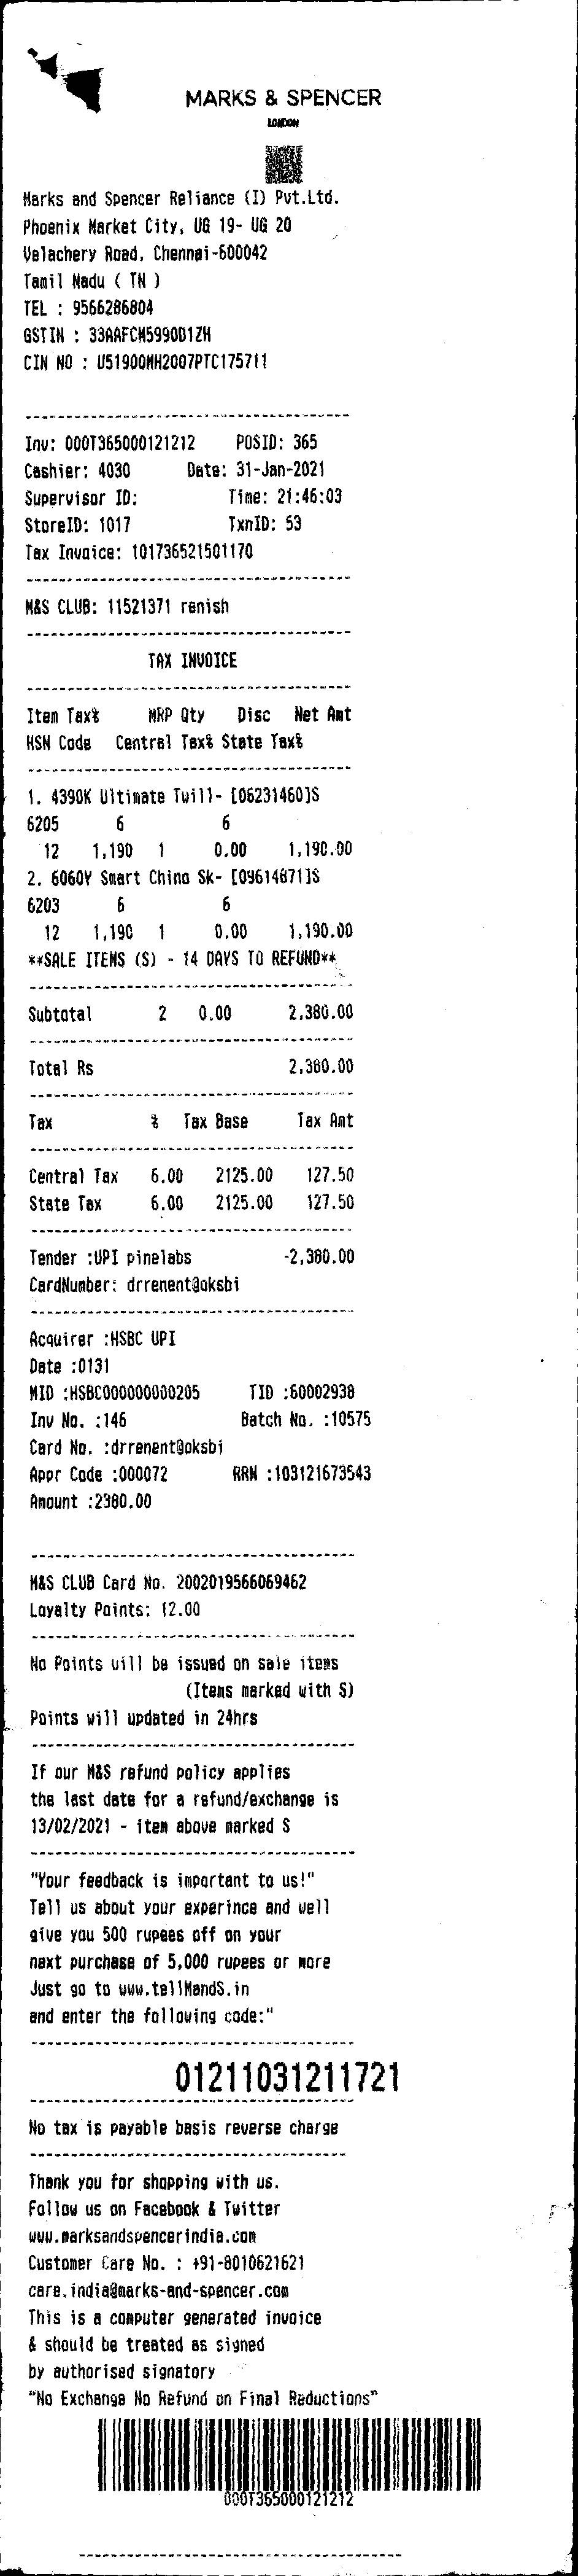 MARKS & SPENCER
LONDON
Marks and Spencer Reliance (I) Pvt.Ltd.
Phoenix Market City, UG 19- UG 20
Velachery Road, Chennai-600042
Tamil Nadu ( TN )
TEL : 9566286804
GSTIN : 33AAFCM5990D1ZH
CIN NO : U51900MH2007PTC175711
Inv: 000T365000121212 POSID: 365
Cashier: 4030 Date: 31-Jan-2021
Supervisor ID: Time: 21:46:03
StoreID: 1017 TxnID: 53
Tax Invoice: 101736521501170
M&S CLUB: 11521371 renish
TAX INVOICE
Item Tax% MRP Qty Disc Net Amt
HSN Code Central Tax% State Tax%
1. 4390K Ultimate Twill- [06231460]S
6205 6 6
12 1,190 1 0.00 1,190.00
2. 6060Y Smart Chino Sk- [09614871]S
6203 6 6
12 1,190 1 0.00 1,190.00
**SALE ITEMS (S) - 14 DAYS TO REFUND**
Subtotal 2 0.00 2,380.00
Total Rs 2,380.00
Tax % Tax Base Tax Amt
Central Tax 6.00 2125.00 127.50
State Tax 6.00 2125.00 127.50
Tender :UPI pinelabs -2,380.00
CardNumber: drrenent@oksbi
Acquirer :HSBC UPI
Date :0131
MID :HSBC000000000205 TID :60002938
Inv No. :146 Batch No. :10575
Card No. :drrenent@oksbi
Appr Code :000072 RRN :103121673543
Amount :2380.00
M&S CLUB Card No. 2002019566069462
Loyalty Points: 12.00
No Points will be issued on sale items
(Items marked with S)
Points will updated in 24hrs
If our M&S refund policy applies
the last date for a refund/exchange is
13/02/2021 - item above marked S
"Your feedback is important to us!"
Tell us about your experince and well
give you 500 rupees off on your
next purchase of 5,000 rupees or more
Just go to www.tellMandS.in
and enter the following code:"
01211031211721
No tax is payable basis reverse charge
Thank you for shopping with us.
Follow us on Facebook & Twitter
www.marksandspencerindia.com
Customer Care No. : +91-8010621621
care.india@marks-and-spencer.com
This is a computer generated invoice
& should be treated as signed
by authorised signatory
"No Exchange No Refund on Final Reductions"
000T365000121212